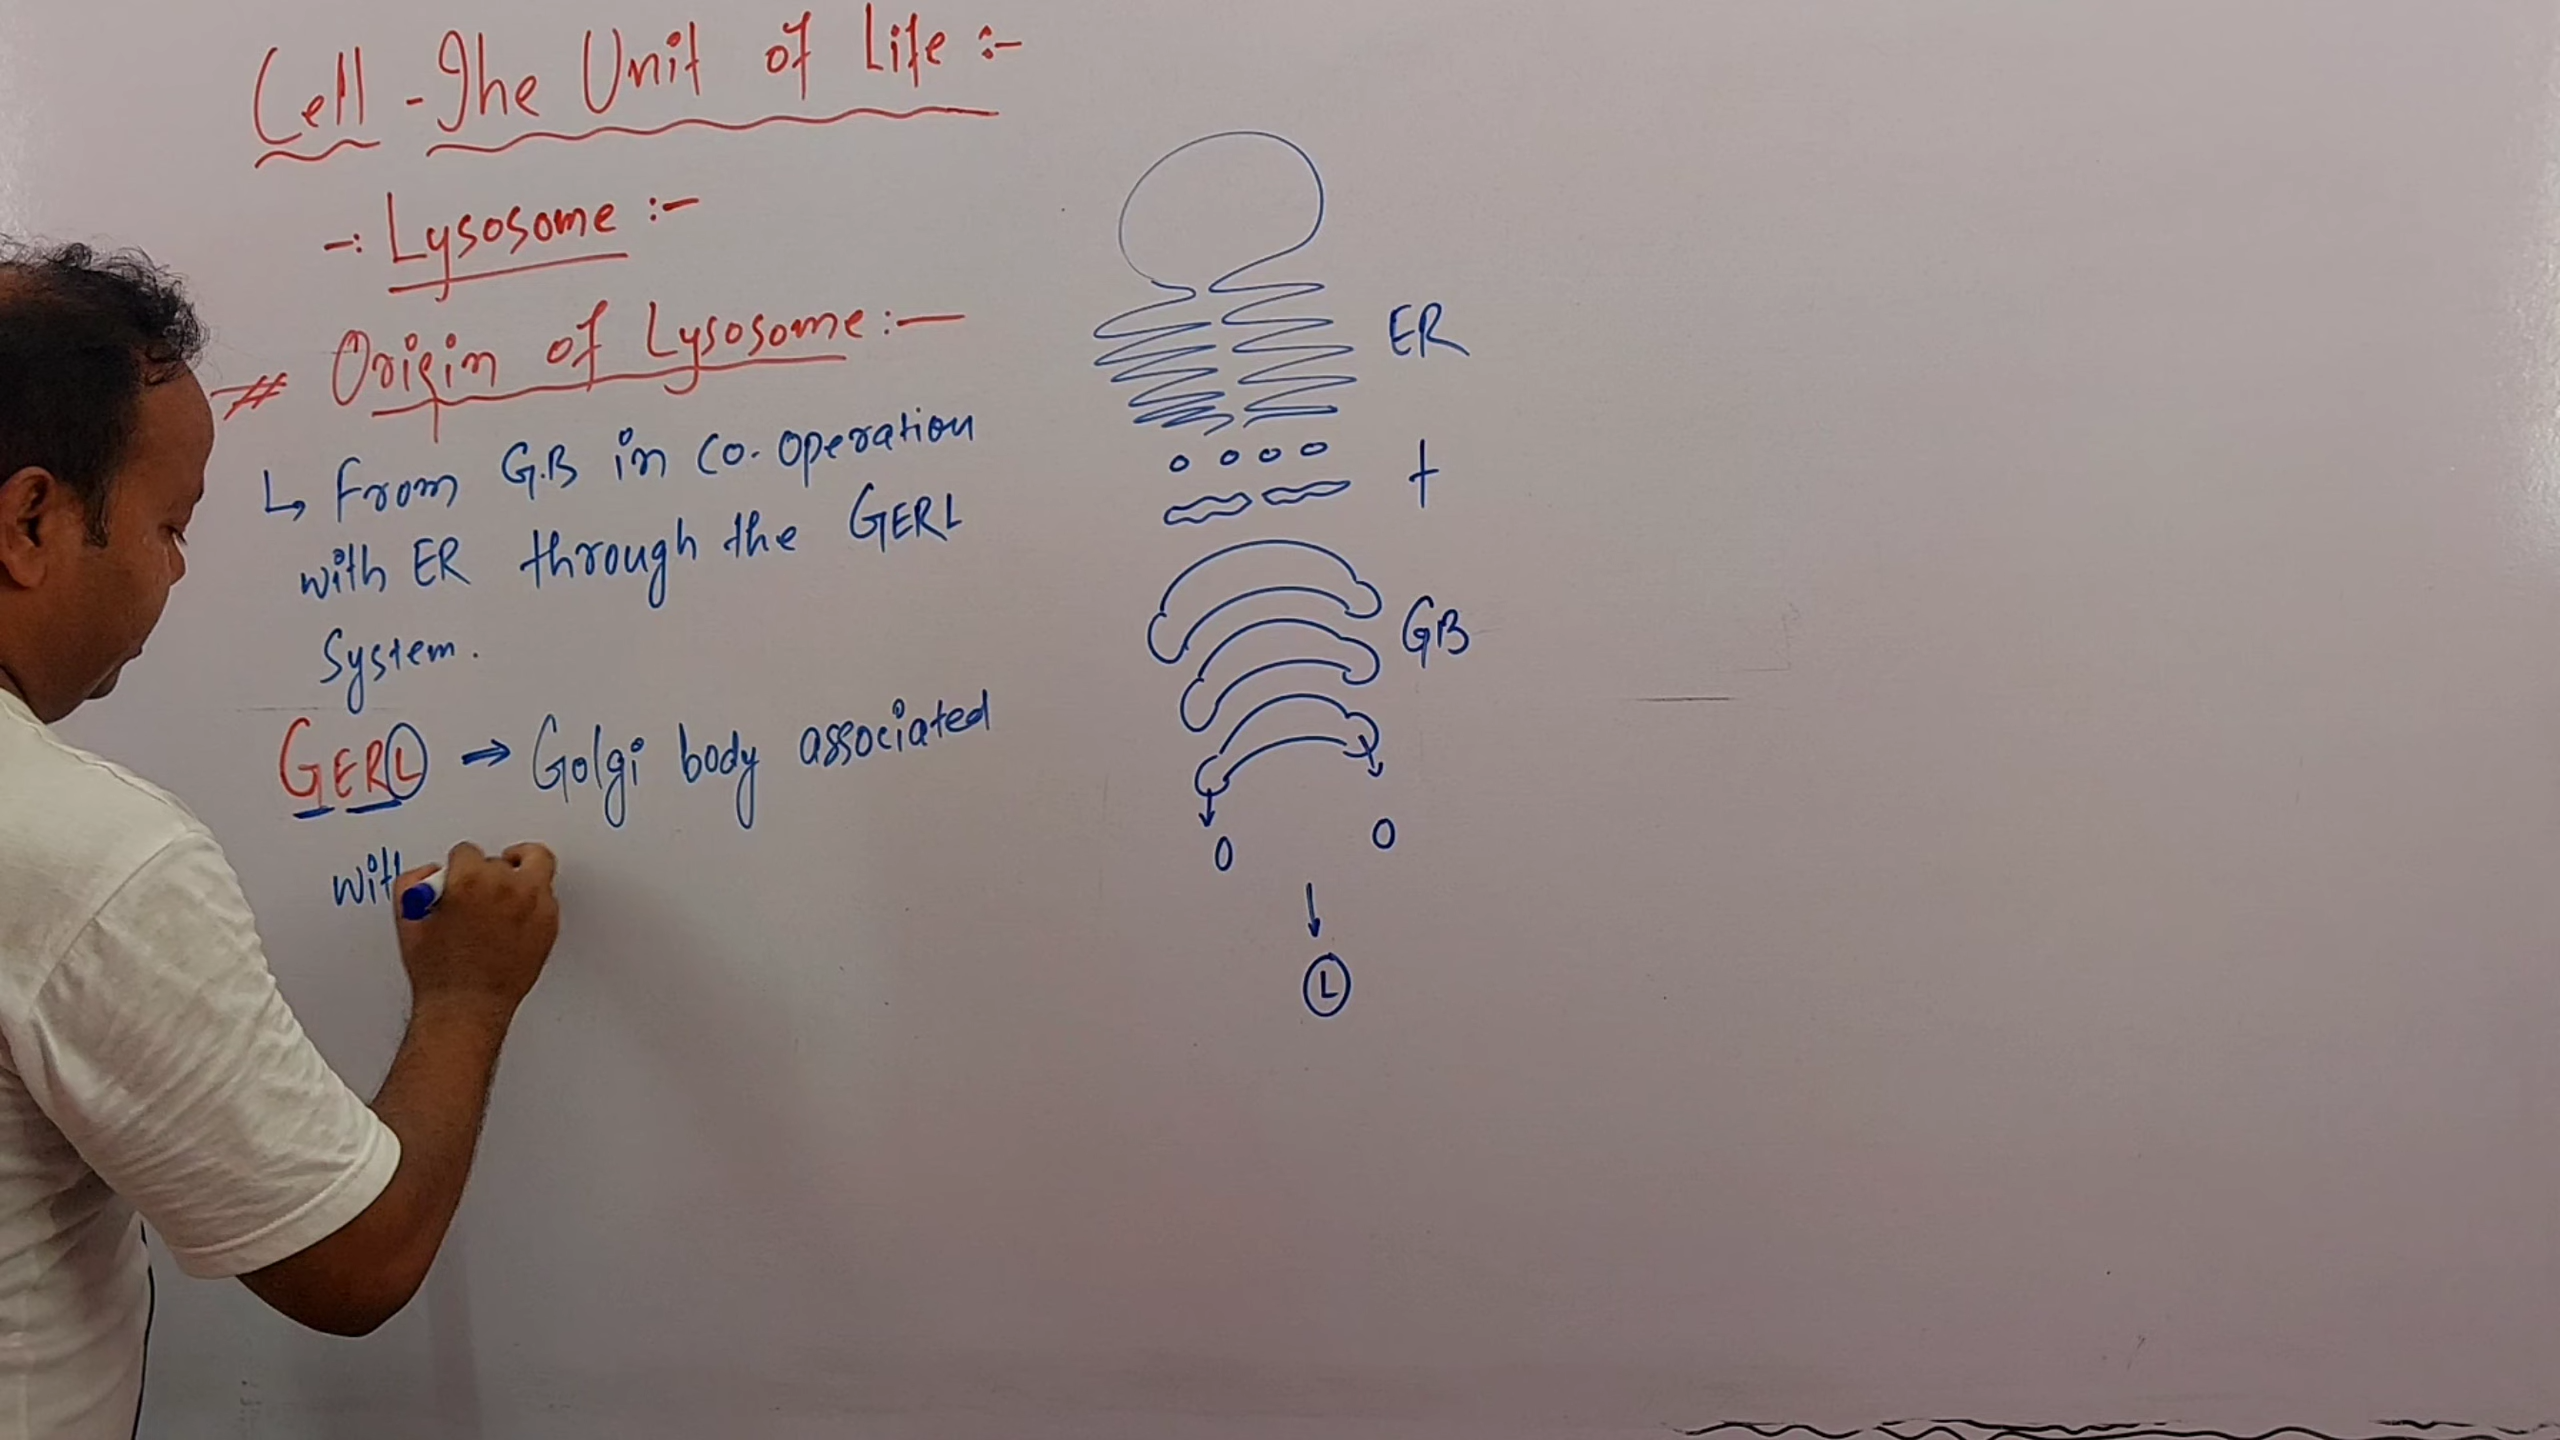 Cell - The Unit of Life :-
-: Lysosome :-
# Origin of Lysosome :-
↳ From G.B in co-operation
with ER through the GERL
System.
GERL → Golgi body associated
with
ER
+
GB
L